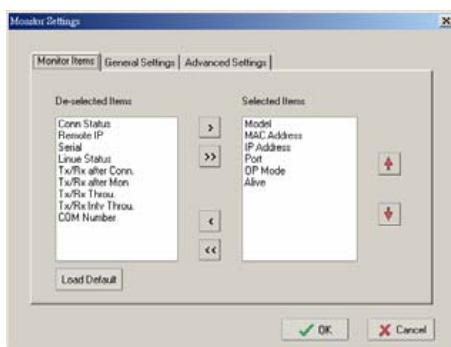 Monitor Settings
Monitor Items General Settings Advanced Settings
De-selected Items
Conn Status
Remote IP
Serial
Linue Status
Tx/Rx after Conn.
Tx/Rx after Mon
Tx/Rx Throu.
Tx/Rx Intv Throu.
COM Number
>
>>
<
<<
Selected Items
Model
MAC Address
IP Address
Port
OP Mode
Alive
Load Default
OK Cancel